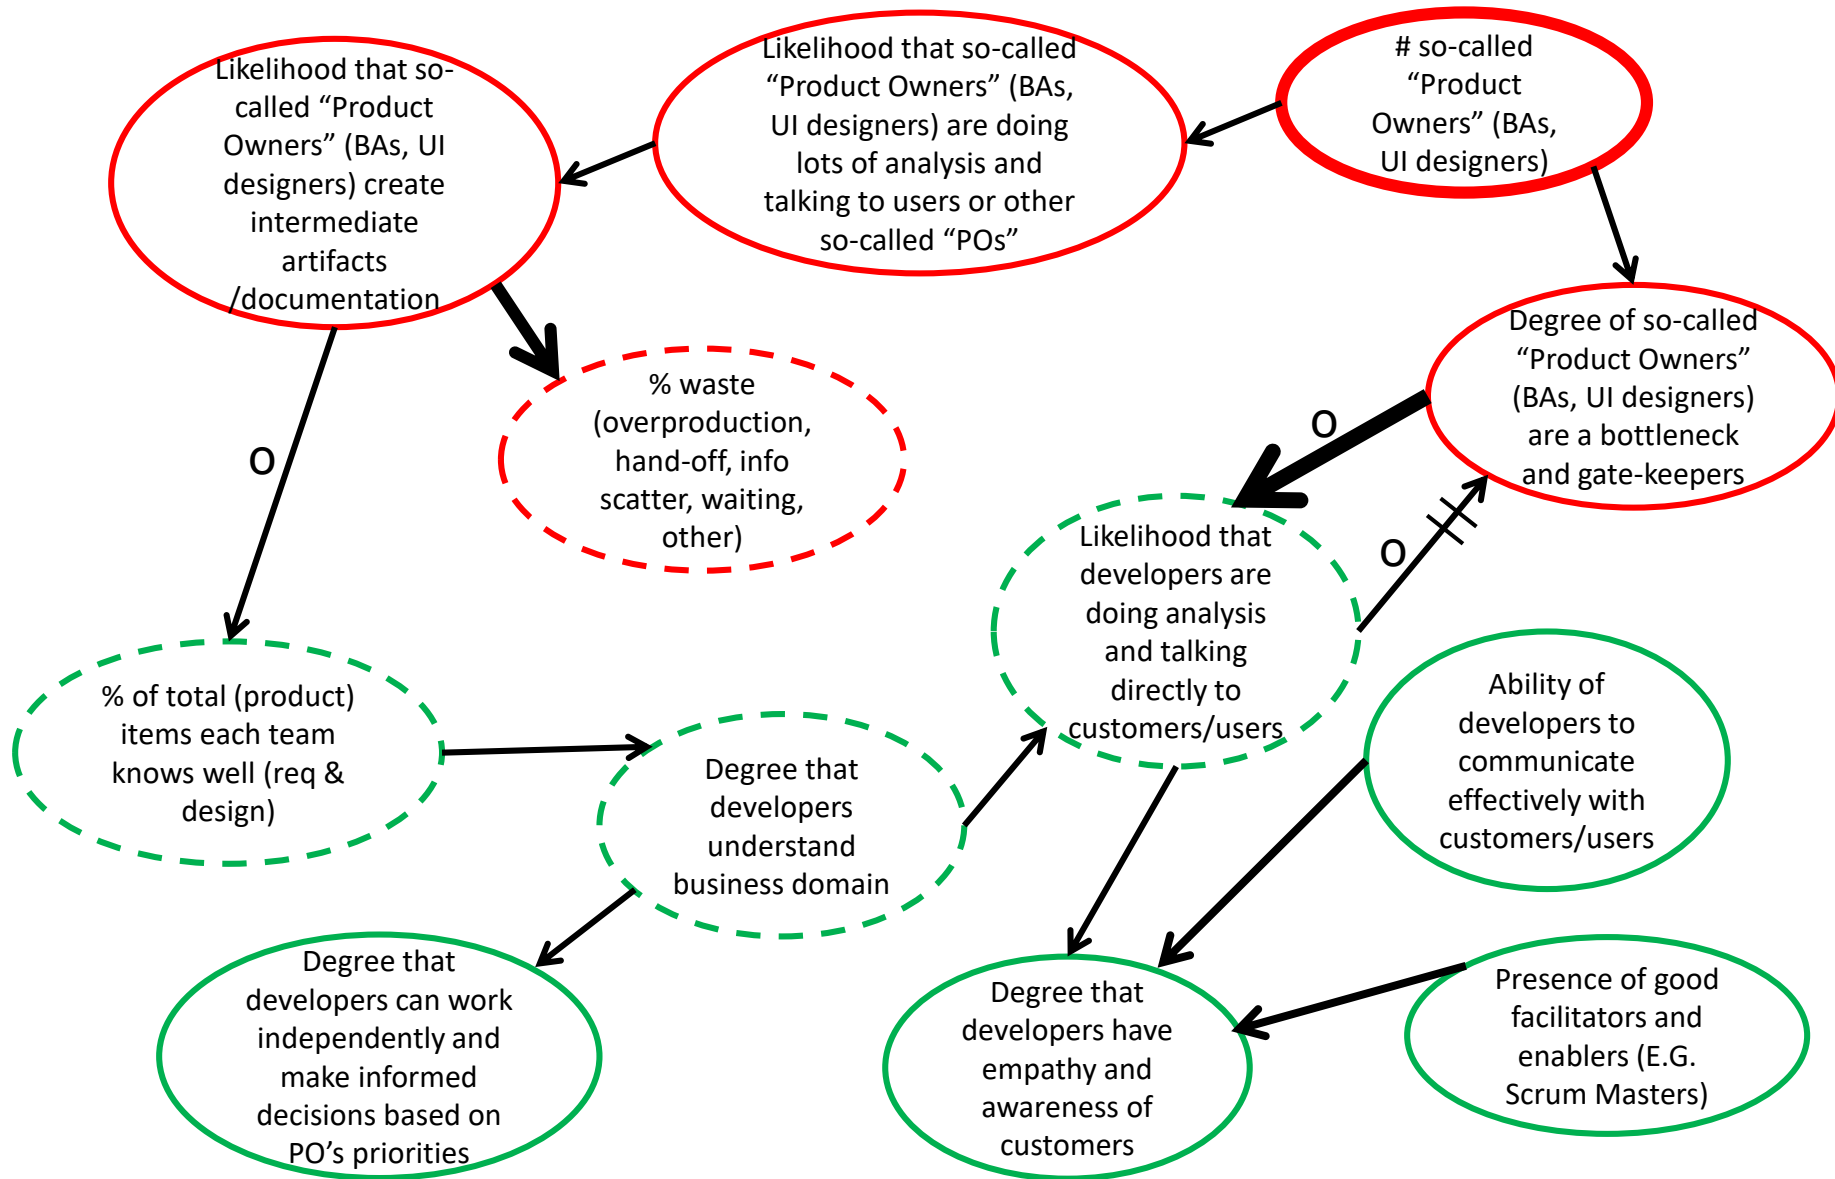 Likelihood that so-
called “Product
Owners” (BAs, UI
designers) create
intermediate
artifacts
/documentation
Likelihood that so-called
“Product Owners” (BAs,
UI designers) are doing
lots of analysis and
talking to users or other
so-called “POs”
# so-called
“Product
Owners” (BAs,
UI designers)
Degree of so-called
“Product Owners”
(BAs, UI designers)
are a bottleneck
and gate-keepers
% waste
(overproduction,
hand-off, info
scatter, waiting,
other)
O
O
O
Likelihood that
developers are
doing analysis
and talking
directly to
customers/users
% of total (product)
items each team
knows well (req &
design)
Degree that
developers
understand
business domain
Ability of
developers to
communicate
effectively with
customers/users
Degree that
developers can work
independently and
make informed
decisions based on
PO’s priorities
Degree that
developers have
empathy and
awareness of
customers
Presence of good
facilitators and
enablers (E.G.
Scrum Masters)